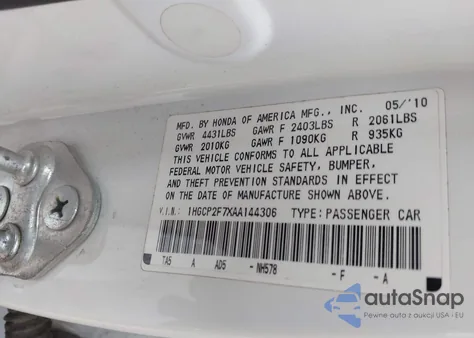 MFD. BY HONDA OF AMERICA MFG., INC. 05/'10
GVWR 4431LBS GAWR F 2403LBS R 2061LBS
GVWR 2010KG GAWR F 1090KG R 935KG
THIS VEHICLE CONFORMS TO ALL APPLICABLE
FEDERAL MOTOR VEHICLE SAFETY, BUMPER,
AND THEFT PREVENTION STANDARDS IN EFFECT
ON THE DATE OF MANUFACTURE SHOWN ABOVE.
V.I.N.: 1HGCP2F7XAA144306 TYPE: PASSENGER CAR
TA5 A AD5 -NH578 -F -A
autoSnap
Pewne auta z USA - EU